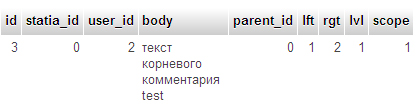 id statia_id user_id body parent_id lft rgt lvl scope
3 0 2 текст 0 1 2 1 1
корневого
комментария
test